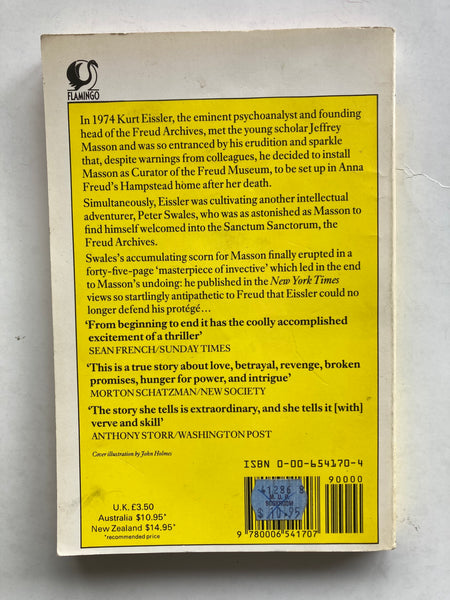 FLAMINGO
In 1974 Kurt Eissler, the eminent psychoanalyst and founding
head of the Freud Archives, met the young scholar Jeffrey
Masson and was so entranced by his erudition and sparkle
that, despite warnings from colleagues, he decided to install
Masson as Curator of the Freud Museum, to be set up in Anna
Freud's Hampstead home after her death.
Simultaneously, Eissler was cultivating another intellectual
adventurer, Peter Swales, who was as astonished as Masson to
find himself welcomed into the Sanctum Sanctorum, the
Freud Archives.
Swales's accumulating scorn for Masson finally erupted in a
forty-five-page 'masterpiece of invective' which led in the end
to Masson's undoing: he published in the New York Times
views so startlingly antipathetic to Freud that Eissler could no
longer defend his protégé…
'From beginning to end it has the coolly accomplished
excitement of a thriller'
SEAN FRENCH/SUNDAY TIMES
'This is a true story about love, betrayal, revenge, broken
promises, hunger for power, and intrigue'
MORTON SCHATZMAN/NEW SOCIETY
'The story she tells is extraordinary, and she tells it [with]
verve and skill'
ANTHONY STORR/WASHINGTON POST
Cover illustration by John Holmes
ISBN 0-00-654170-4
90000
U.K. £3.50
Australia $10.95*
New Zealand $14.95*
*recommended price
41286 8
M.U.U.
BOOKROOM
$ 10.95
9 780006 541707